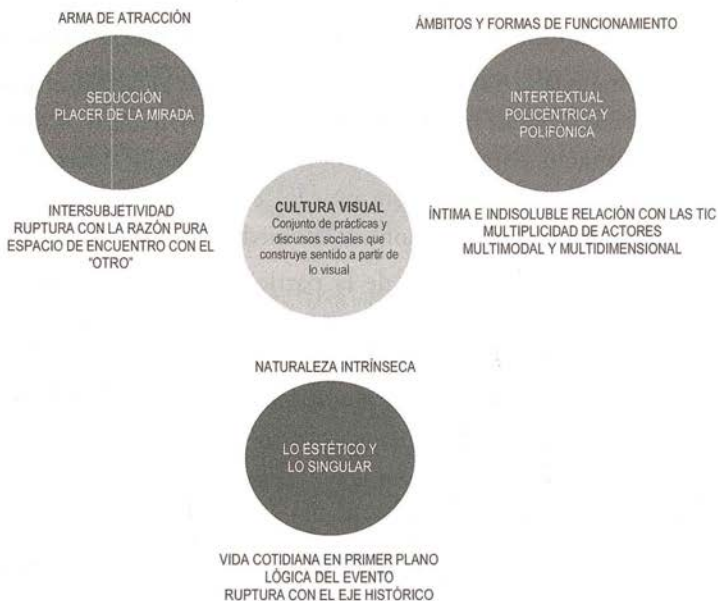 ARMA DE ATRACCIÓN
SEDUCCIÓN
PLACER DE LA MIRADA
INTERSUBJETIVIDAD
RUPTURA CON LA RAZÓN PURA
ESPACIO DE ENCUENTRO CON EL
"OTRO"
ÁMBITOS Y FORMAS DE FUNCIONAMIENTO
INTERTEXTUAL
POLICÉNTRICA Y
POLIFÓNICA
ÍNTIMA E INDISOLUBLE RELACIÓN CON LAS TIC
MULTIPLICIDAD DE ACTORES
MULTIMODAL Y MULTIDIMENSIONAL
CULTURA VISUAL
Conjunto de prácticas y
discursos sociales que
construye sentido a partir de
lo visual
NATURALEZA INTRÍNSECA
LO ESTÉTICO Y
LO SINGULAR
VIDA COTIDIANA EN PRIMER PLANO
LÓGICA DEL EVENTO
RUPTURA CON EL EJE HISTÓRICO